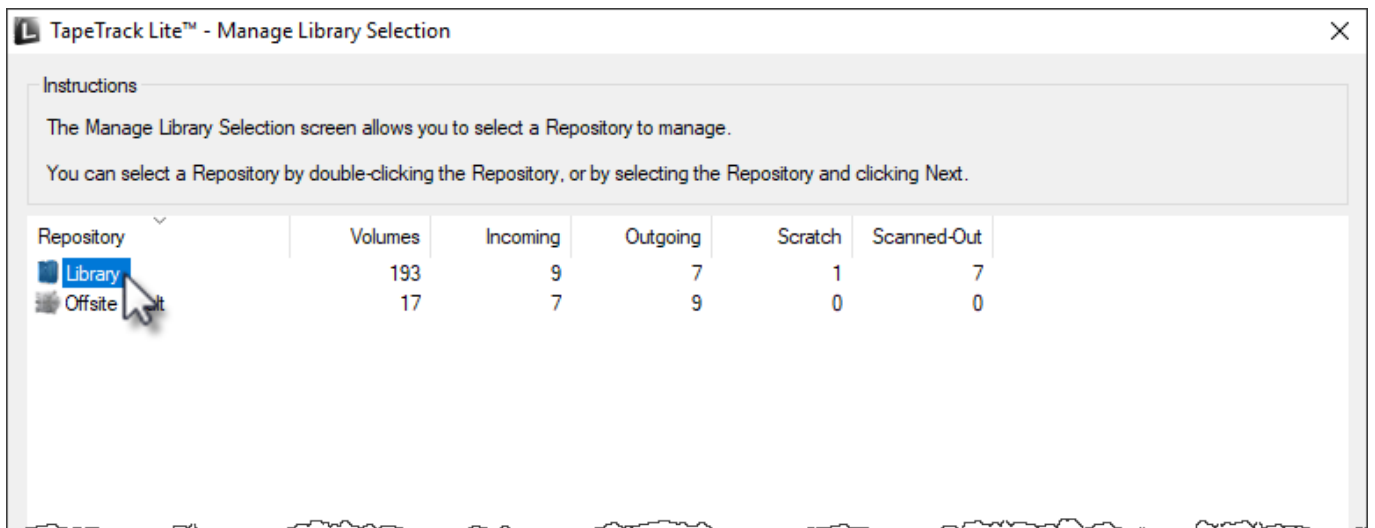 TapeTrack Lite™ - Manage Library Selection
Instructions
The Manage Library Selection screen allows you to select a Repository to manage.
You can select a Repository by double-clicking the Repository, or by selecting the Repository and clicking Next.
Repository Volumes Incoming Outgoing Scratch Scanned-Out
Library 193 9 7 1 7
Offsite 17 7 9 0 0